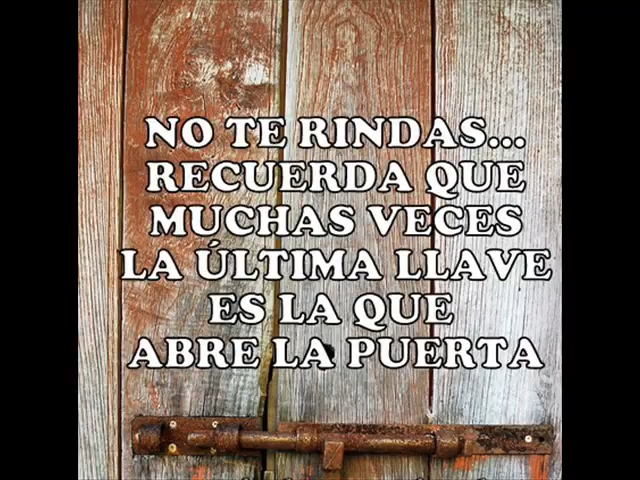 NO TE RINDAS...
RECUERDA QUE
MUCHAS VECES
LA ÚLTIMA LLAVE
ES LA QUE
ABRE LA PUERTA